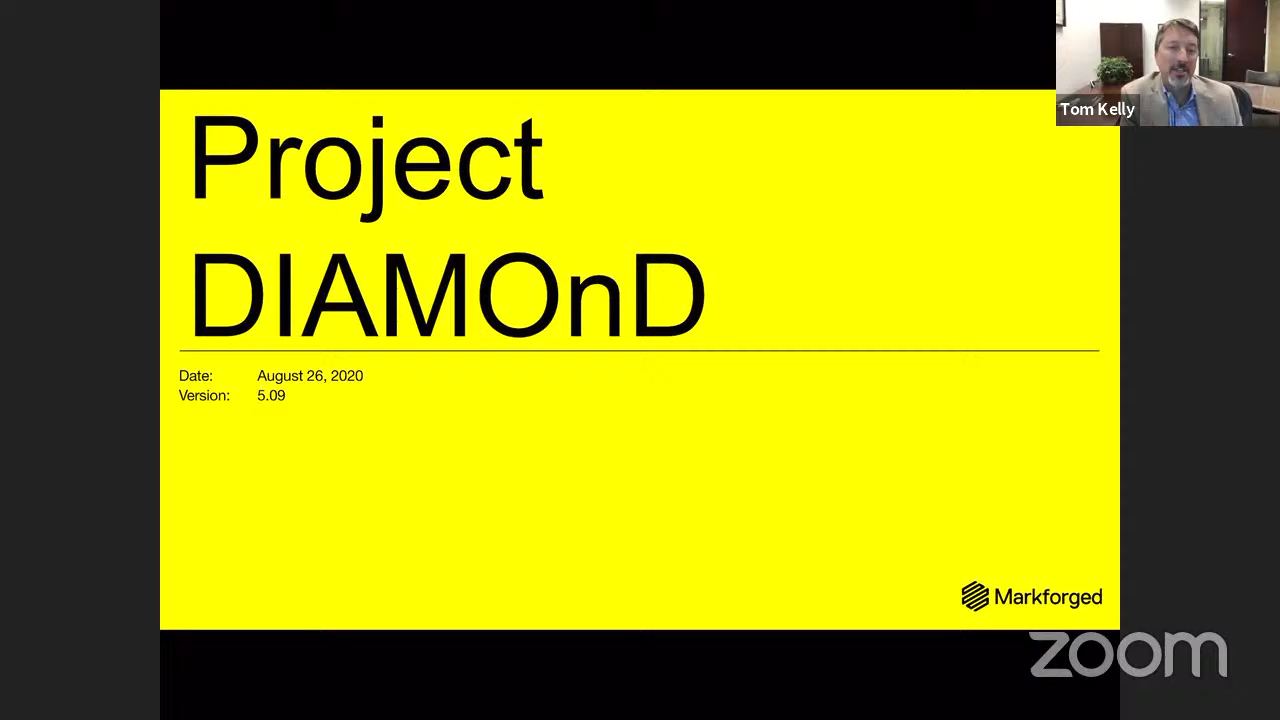 Project
DIAMOnD
Date: August 26, 2020
Version: 5.09
Markforged
Tom Kelly
zoom